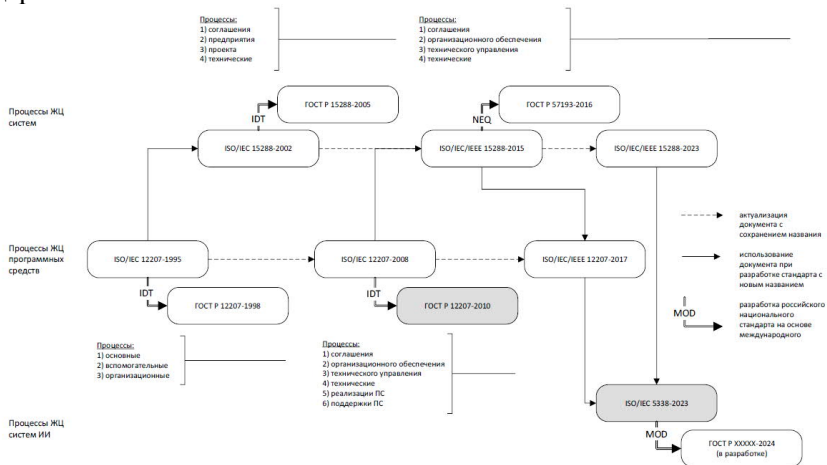 Процессы:
1) соглашения
2) предприятия
3) проекта
4) технические
Процессы:
1) соглашения
2) организационного обеспечения
3) технического управления
4) технические
Процессы ЖЦ
систем
IDT
ГОСТ Р 15288-2005
NEQ
ГОСТ Р 57193-2016
ISO/IEC 15288-2002
ISO/IEC/IEEE 15288-2015
ISO/IEC/IEEE 15288-2023
актуализация
документа с
сохранением названия
использование
документа при
разработке стандарта с
новым названием
MOD
разработка российского
национального
стандарта на основе
международного
Процессы ЖЦ
программных
средств
ISO/IEC 12207-1995
ISO/IEC 12207-2008
ISO/IEC/IEEE 12207-2017
IDT
ГОСТ Р 12207-1998
IDT
ГОСТ Р 12207-2010
Процессы:
1) основные
2) вспомогательные
3) организационные
Процессы:
1) соглашения
2) организационного обеспечения
3) технического управления
4) технические
5) реализации ПС
6) поддержки ПС
Процессы ЖЦ
систем ИИ
ISO/IEC 5338-2023
MOD
ГОСТ Р XXXXX-2024
(в разработке)